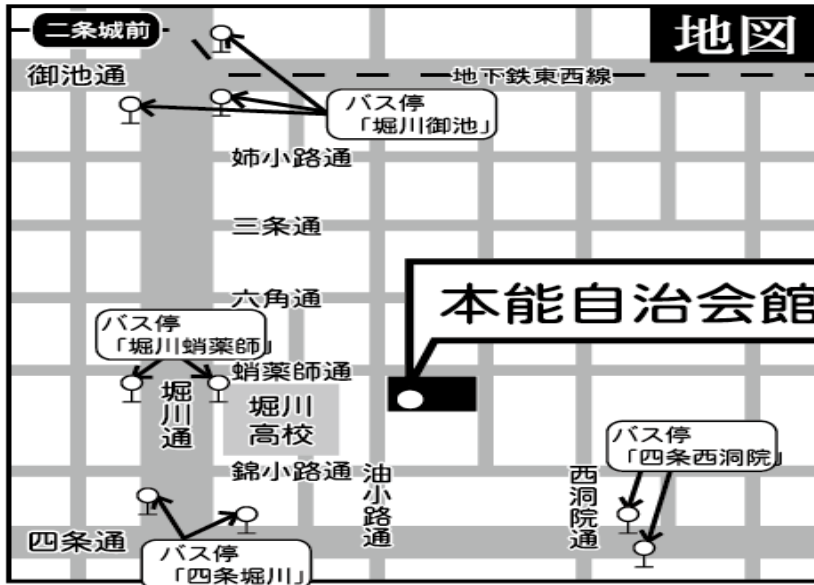 二条城前
地図
御池通
地下鉄東西線
バス停
「堀川御池」
姉小路通
三条通
六角通
本能自治会館
バス停
「堀川蛸薬師」
蛸薬師通
堀川通
堀川
高校
バス停
「四条西洞院」
錦小路通
油小路通
西洞院通
四条通
バス停
「四条堀川」